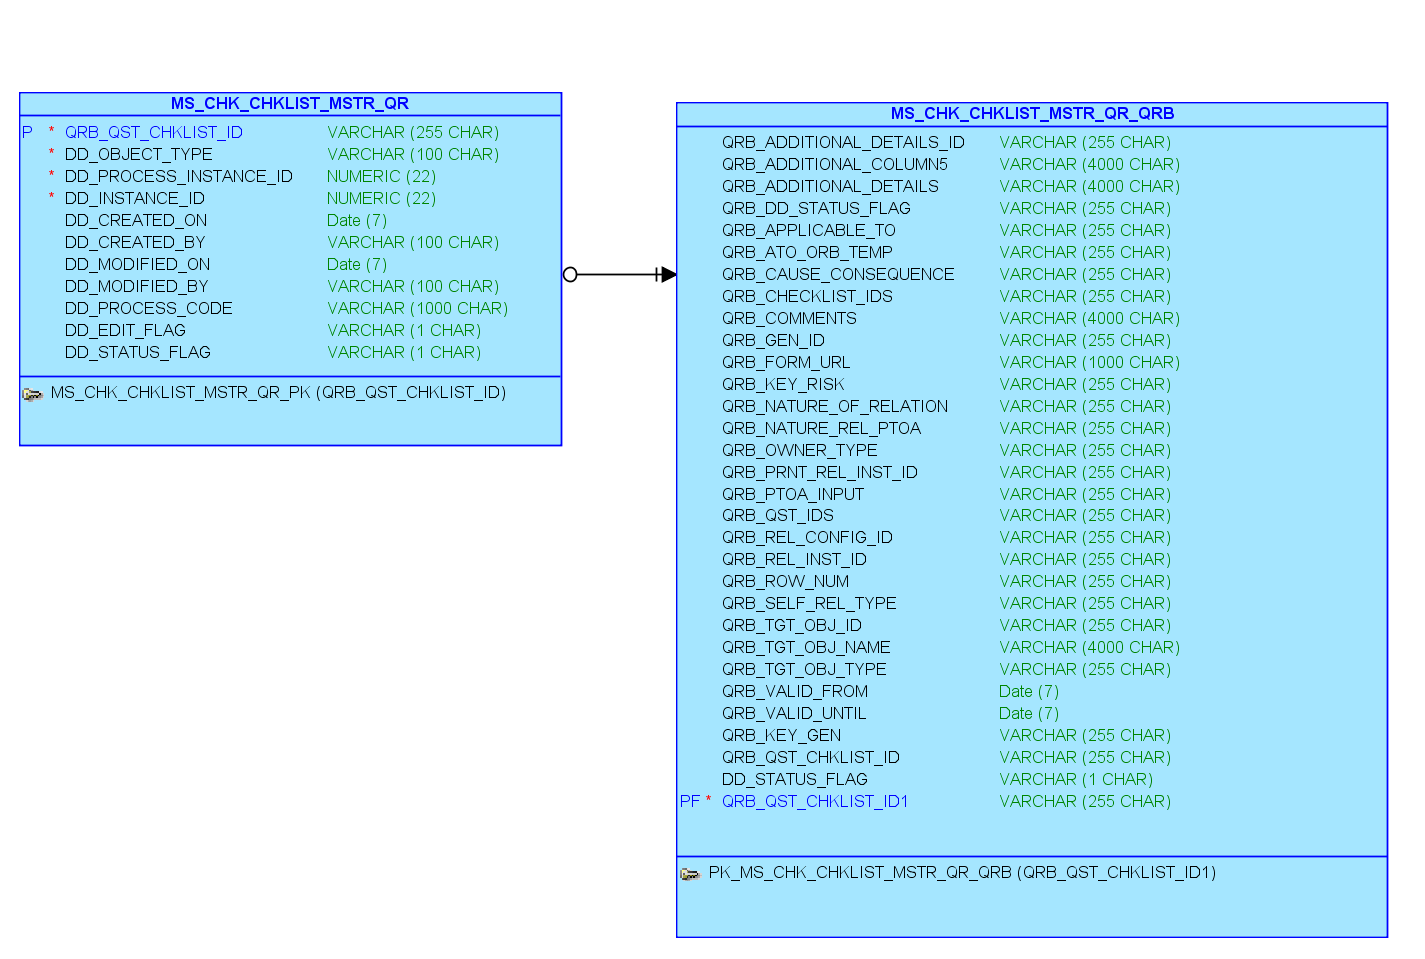 MS_CHK_CHKLIST_MSTR_QR
P * QRB_QST_CHKLIST_ID VARCHAR (255 CHAR)
* DD_OBJECT_TYPE VARCHAR (100 CHAR)
* DD_PROCESS_INSTANCE_ID NUMERIC (22)
* DD_INSTANCE_ID NUMERIC (22)
DD_CREATED_ON Date (7)
DD_CREATED_BY VARCHAR (100 CHAR)
DD_MODIFIED_ON Date (7)
DD_MODIFIED_BY VARCHAR (100 CHAR)
DD_PROCESS_CODE VARCHAR (1000 CHAR)
DD_EDIT_FLAG VARCHAR (1 CHAR)
DD_STATUS_FLAG VARCHAR (1 CHAR)
MS_CHK_CHKLIST_MSTR_QR_PK (QRB_QST_CHKLIST_ID)
MS_CHK_CHKLIST_MSTR_QR_QRB
QRB_ADDITIONAL_DETAILS_ID VARCHAR (255 CHAR)
QRB_ADDITIONAL_COLUMN5 VARCHAR (4000 CHAR)
QRB_ADDITIONAL_DETAILS VARCHAR (4000 CHAR)
QRB_DD_STATUS_FLAG VARCHAR (255 CHAR)
QRB_APPLICABLE_TO VARCHAR (255 CHAR)
QRB_ATO_ORB_TEMP VARCHAR (255 CHAR)
QRB_CAUSE_CONSEQUENCE VARCHAR (255 CHAR)
QRB_CHECKLIST_IDS VARCHAR (255 CHAR)
QRB_COMMENTS VARCHAR (4000 CHAR)
QRB_GEN_ID VARCHAR (255 CHAR)
QRB_FORM_URL VARCHAR (1000 CHAR)
QRB_KEY_RISK VARCHAR (255 CHAR)
QRB_NATURE_OF_RELATION VARCHAR (255 CHAR)
QRB_NATURE_REL_PTOA VARCHAR (255 CHAR)
QRB_OWNER_TYPE VARCHAR (255 CHAR)
QRB_PRNT_REL_INST_ID VARCHAR (255 CHAR)
QRB_PTOA_INPUT VARCHAR (255 CHAR)
QRB_QST_IDS VARCHAR (255 CHAR)
QRB_REL_CONFIG_ID VARCHAR (255 CHAR)
QRB_REL_INST_ID VARCHAR (255 CHAR)
QRB_ROW_NUM VARCHAR (255 CHAR)
QRB_SELF_REL_TYPE VARCHAR (255 CHAR)
QRB_TGT_OBJ_ID VARCHAR (255 CHAR)
QRB_TGT_OBJ_NAME VARCHAR (4000 CHAR)
QRB_TGT_OBJ_TYPE VARCHAR (255 CHAR)
QRB_VALID_FROM Date (7)
QRB_VALID_UNTIL Date (7)
QRB_KEY_GEN VARCHAR (255 CHAR)
QRB_QST_CHKLIST_ID VARCHAR (255 CHAR)
DD_STATUS_FLAG VARCHAR (1 CHAR)
PF * QRB_QST_CHKLIST_ID1 VARCHAR (255 CHAR)
PK_MS_CHK_CHKLIST_MSTR_QR_QRB (QRB_QST_CHKLIST_ID1)